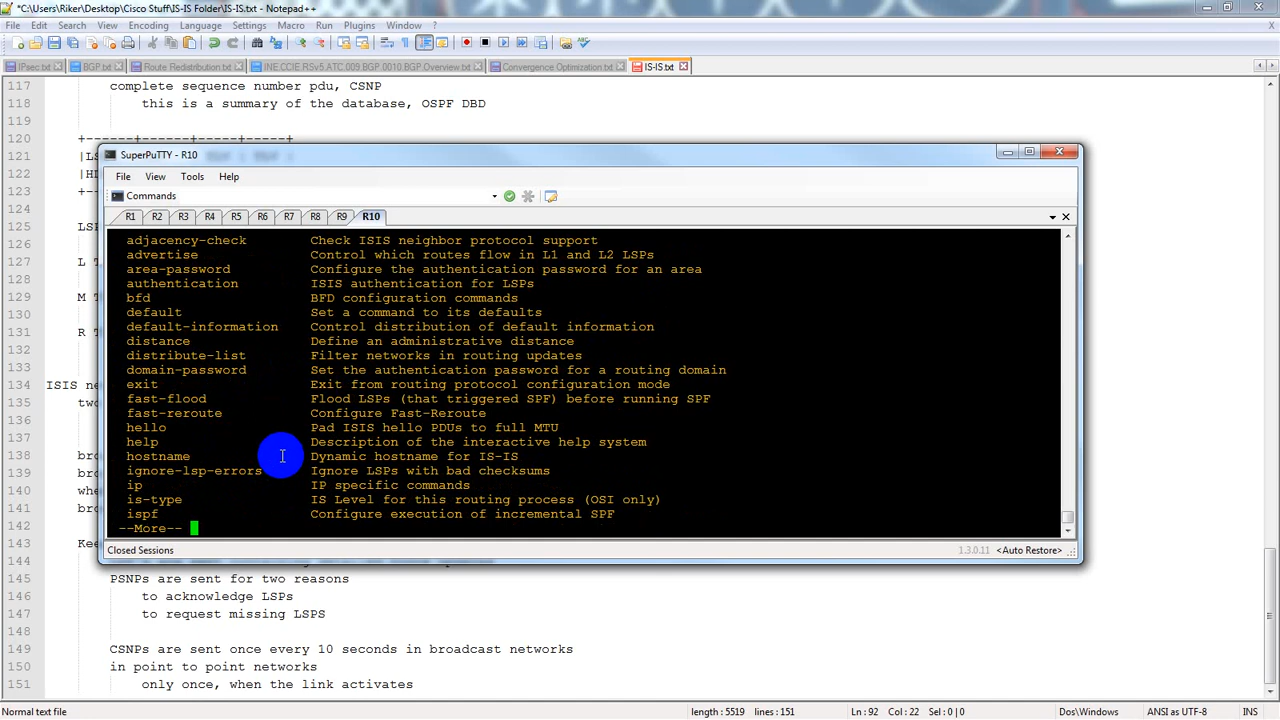 *C:\Users\Riker\Desktop\Cisco Stuff\IS-IS Folder\IS-IS.txt - Notepad++
File Edit Search View Encoding Language Settings Macro Run Plugins Window ?
IPsec.txt BGP.txt Route Redistribution.txt INE.CCIE.RSv5.ATC.009.BGP.0010.BGP.Overview.txt Convergence Optimization.txt IS-IS.txt
117 complete sequence number pdu, CSNP
118 this is a summary of the database, OSPF DBD
119
120 +------+------+-----+-----+
121 |LS
122 |HD
123 +--
124
125 LSP
126
127 L T
128
129 M T
130
131 R T
132
133
134 ISIS ne
135 two
136
137
138 bro
139 bro
140 whe
141 bro
142
143 Kee
144
145 PSNPs are sent for two reasons
146 to acknowledge LSPs
147 to request missing LSPS
148
149 CSNPs are sent once every 10 seconds in broadcast networks
150 in point to point networks
151 only once, when the link activates
SuperPuTTY - R10
File View Tools Help
Commands
R1 R2 R3 R4 R5 R6 R7 R8 R9 R10
adjacency-check Check ISIS neighbor protocol support
advertise Control which routes flow in L1 and L2 LSPs
area-password Configure the authentication password for an area
authentication ISIS authentication for LSPs
bfd BFD configuration commands
default Set a command to its defaults
default-information Control distribution of default information
distance Define an administrative distance
distribute-list Filter networks in routing updates
domain-password Set the authentication password for a routing domain
exit Exit from routing protocol configuration mode
fast-flood Flood LSPs (that triggered SPF) before running SPF
fast-reroute Configure Fast-Reroute
hello Pad ISIS hello PDUs to full MTU
help Description of the interactive help system
hostname Dynamic hostname for IS-IS
ignore-lsp-errors Ignore LSPs with bad checksums
ip IP specific commands
is-type IS Level for this routing process (OSI only)
ispf Configure execution of incremental SPF
--More--
Closed Sessions 1.3.0.11 <Auto Restore>
Normal text file length : 5519 lines : 151 Ln : 92 Col : 22 Sel : 0 | 0 Dos\Windows ANSI as UTF-8 INS